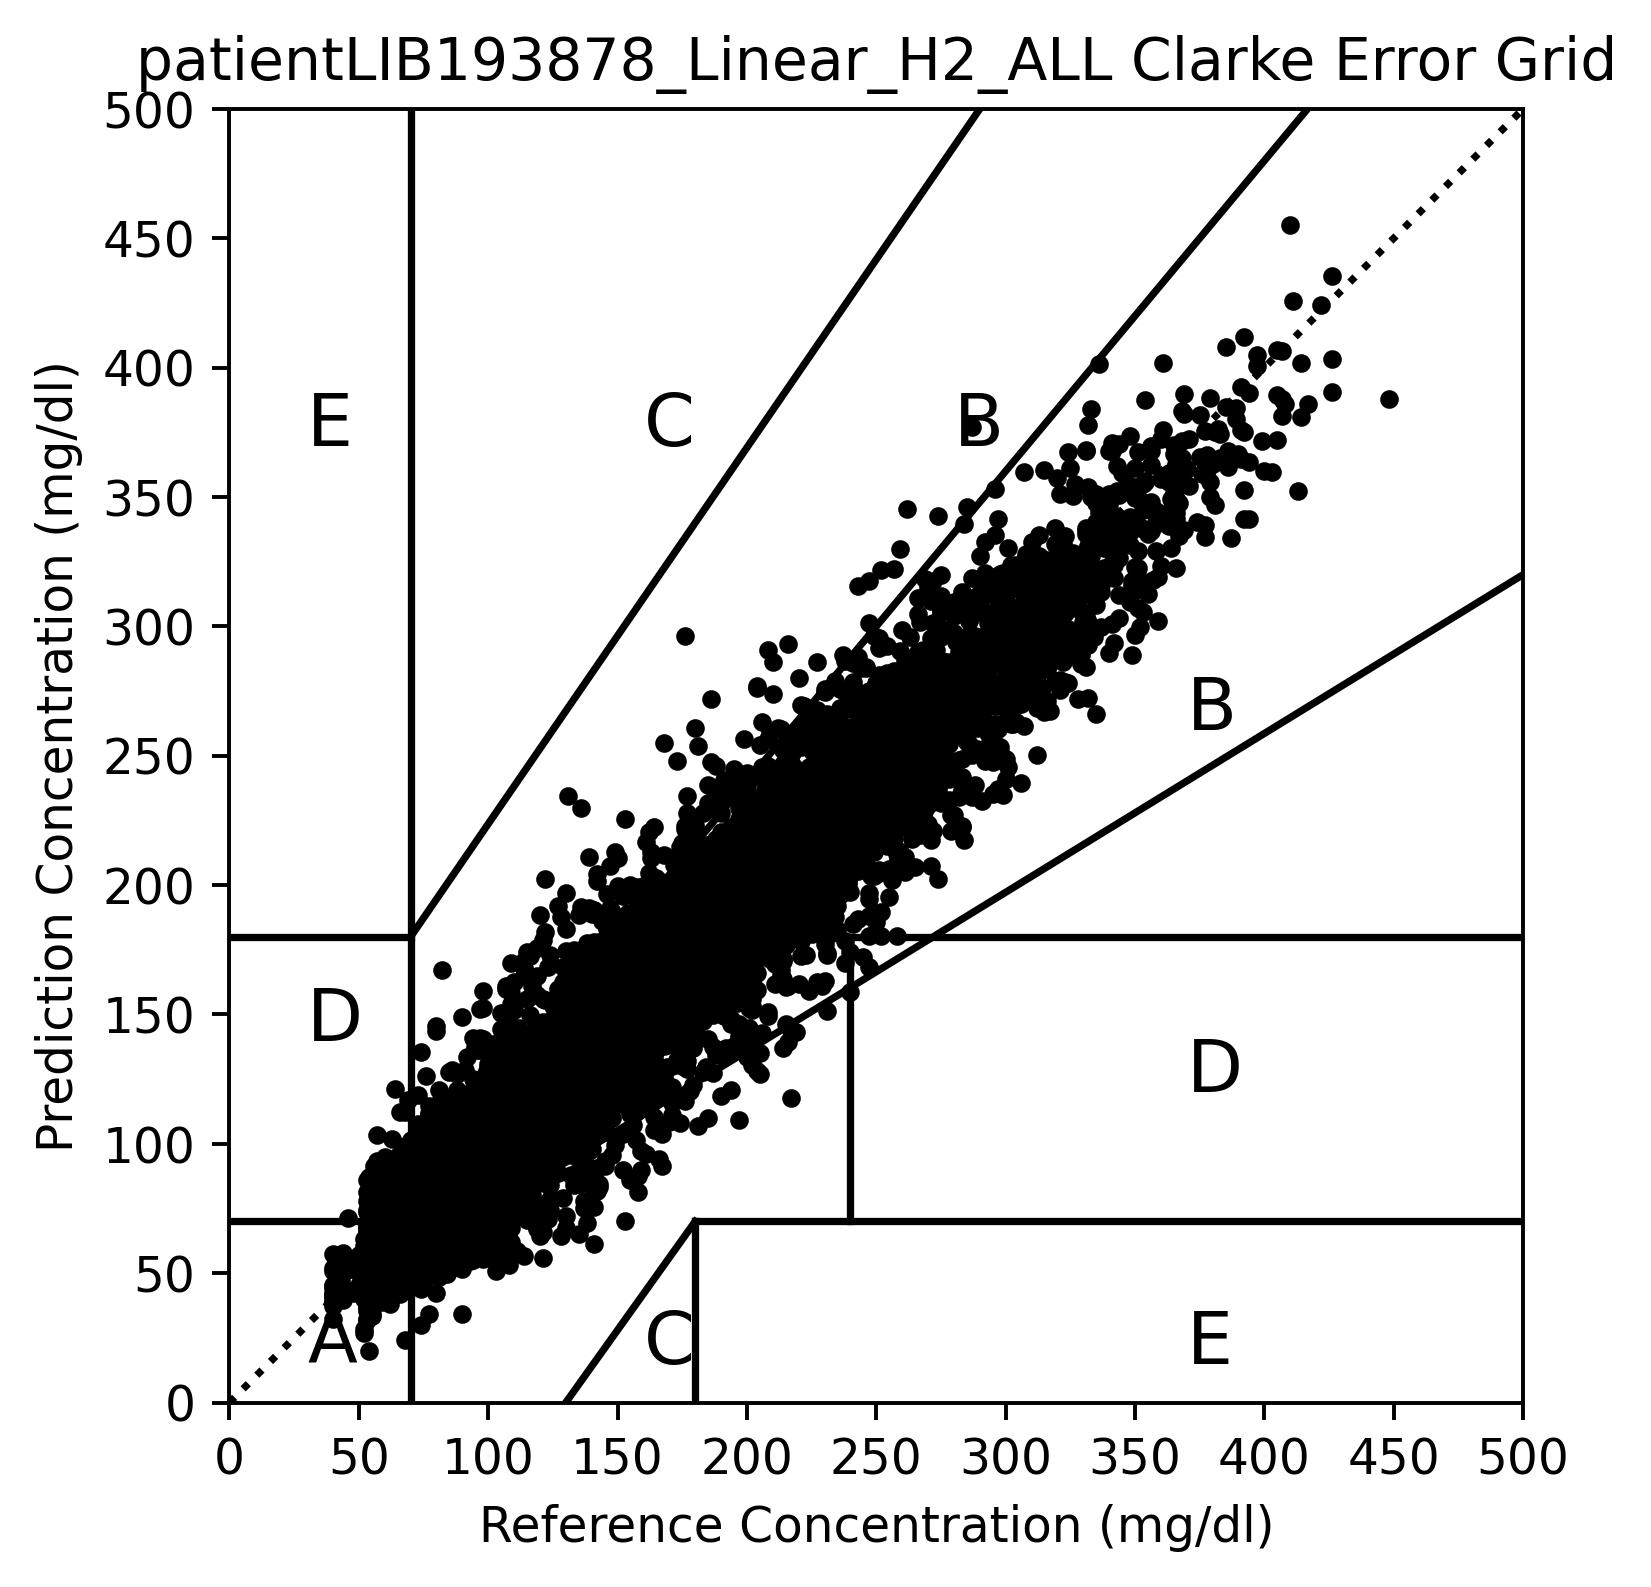 patientLIB193878_Linear_H2_ALL Clarke Error Grid
500
450
400
350
300
250
200
150
100
50
0
Prediction Concentration (mg/dl)
E
C
B
B
D
D
A
C
E
0 50 100 150 200 250 300 350 400 450 500
Reference Concentration (mg/dl)